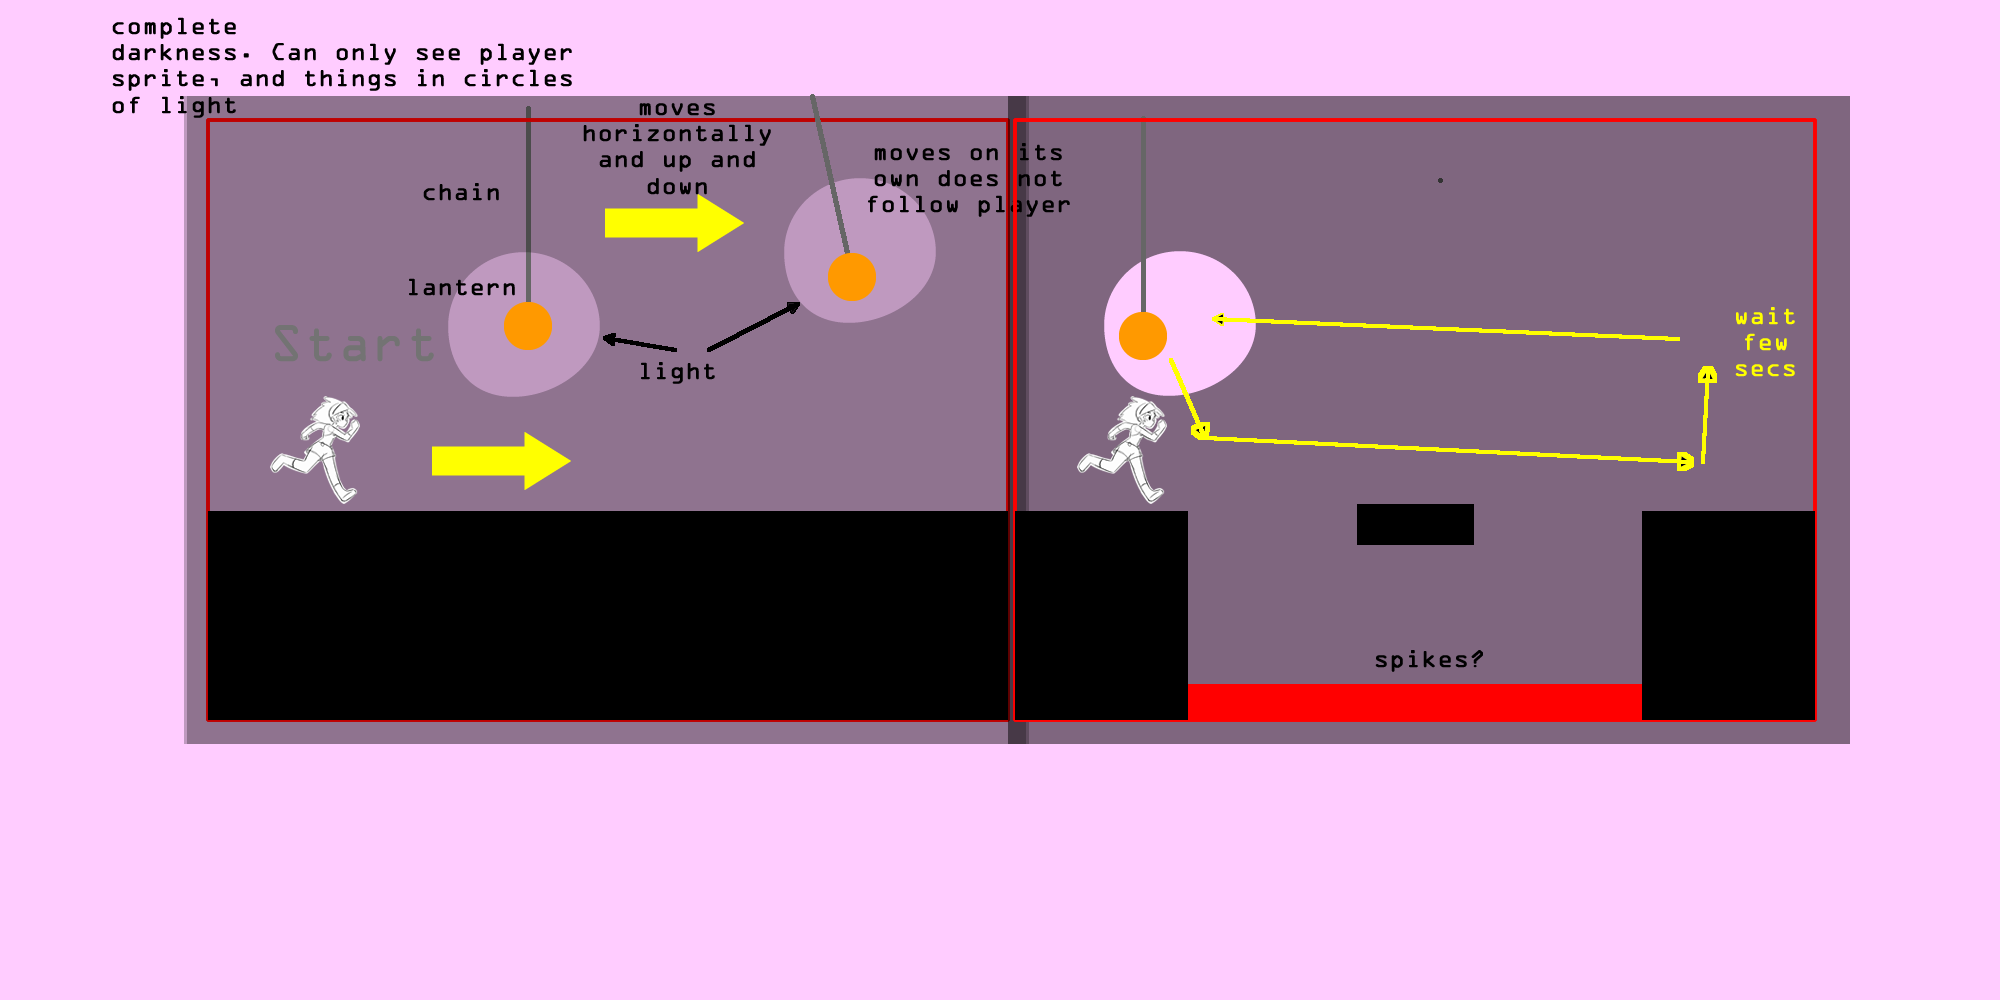 complete
darkness. Can only see player
sprite, and things in circles
of light
moves
horizontally
and up and
down
moves on its
own does not
follow player
chain
lantern
Start
light
wait
few
secs
spikes?